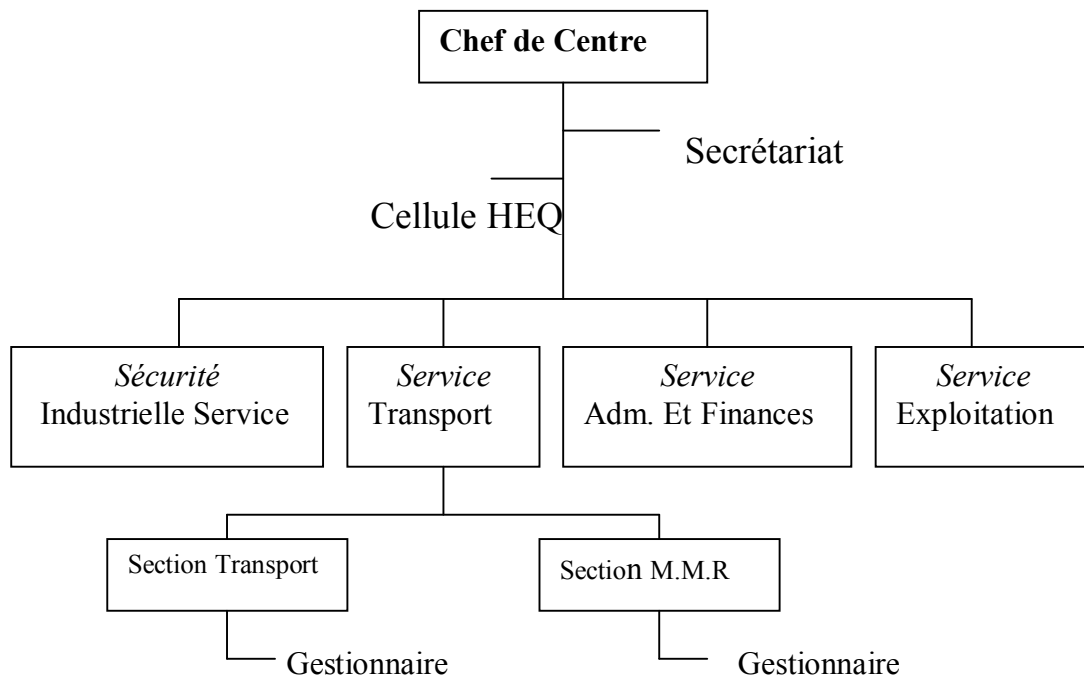 Chef de Centre
Secrétariat
Cellule HEQ
Sécurité
Industrielle Service
Service
Transport
Service
Adm. Et Finances
Service
Exploitation
Section Transport
Section M.M.R
Gestionnaire
Gestionnaire